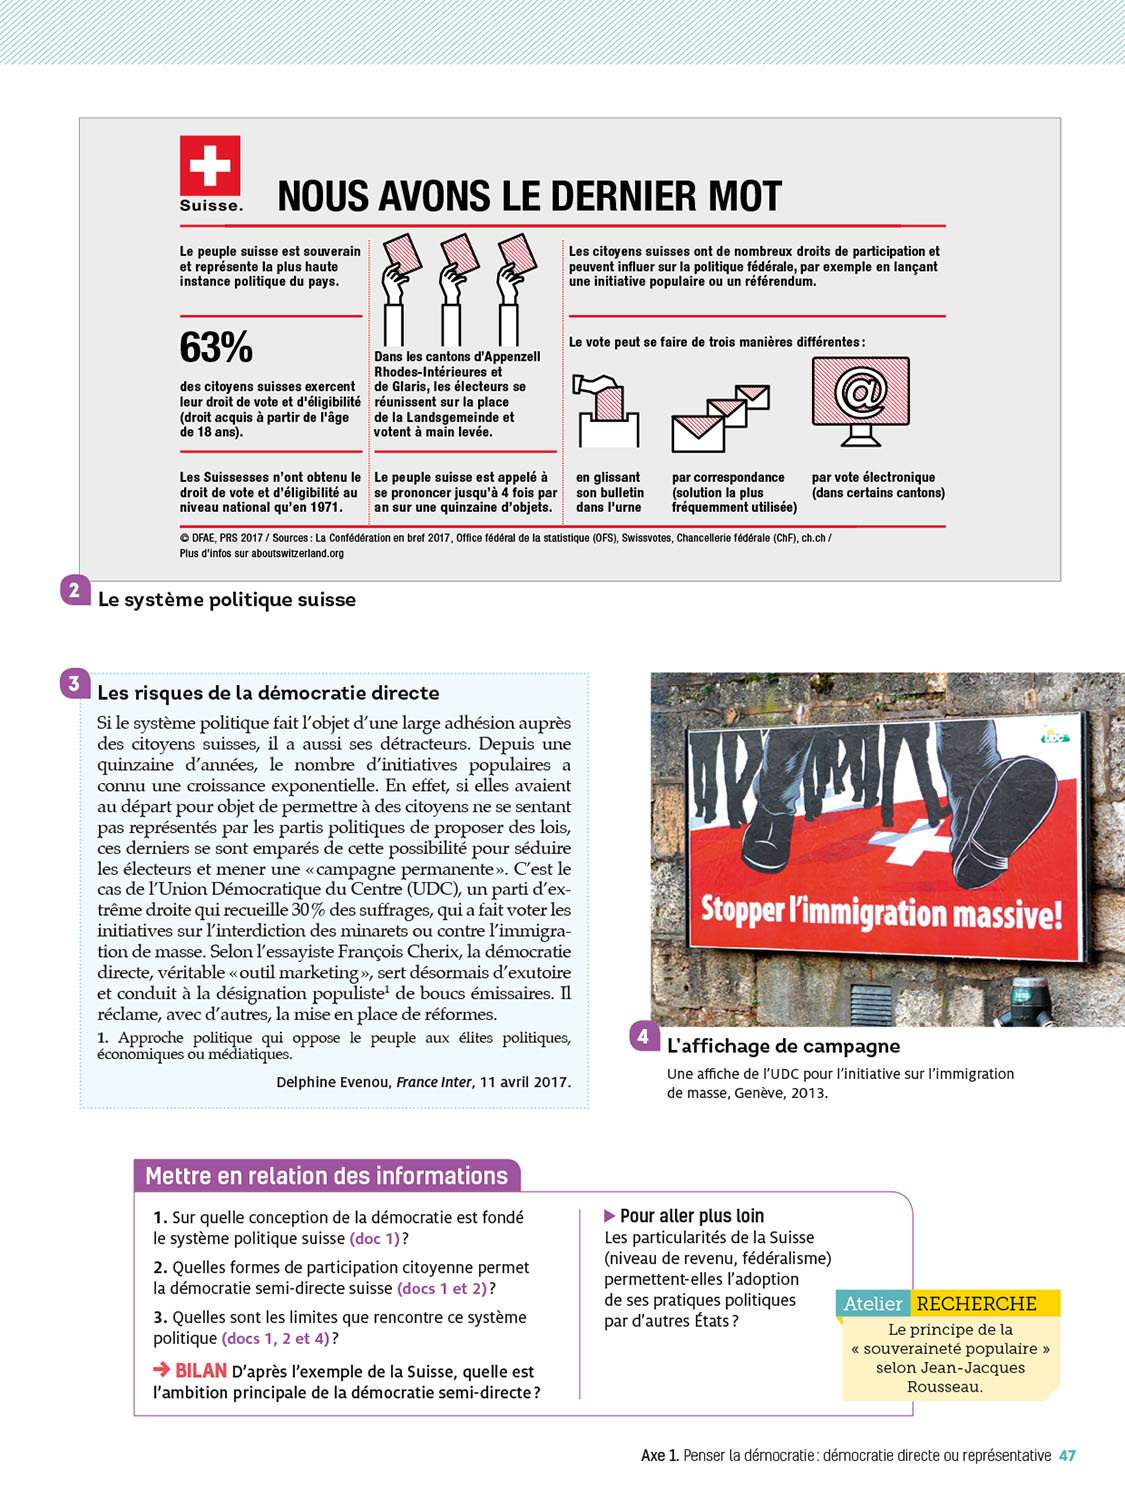 Suisse.
NOUS AVONS LE DERNIER MOT
Le peuple suisse est souverain
et représente la plus haute
instance politique du pays.
63%
des citoyens suisses exercent
leur droit de vote et d'éligibilité
(droit acquis à partir de l'âge
de 18 ans).
Les Suissesses n'ont obtenu le
droit de vote et d'éligibilité au
niveau national qu'en 1971.
Dans les cantons d'Appenzell
Rhodes-Intérieures et
de Glaris, les électeurs se
réunissent sur la place
de la Landsgemeinde et
votent à main levée.
Le peuple suisse est appelé à
se prononcer jusqu'à 4 fois par
an sur une quinzaine d'objets.
Les citoyens suisses ont de nombreux droits de participation et
peuvent influer sur la politique fédérale, par exemple en lançant
une initiative populaire ou un référendum.
Le vote peut se faire de trois manières différentes :
@
en glissant
son bulletin
dans l'urne
par correspondance
(solution la plus
fréquemment utilisée)
par vote électronique
(dans certains cantons)
© DFAE, PRS 2017 / Sources : La Confédération en bref 2017, Office fédéral de la statistique (OFS), Swissvotes, Chancellerie fédérale (ChF), ch.ch /
Plus d'infos sur aboutswitzerland.org
2 Le système politique suisse
3 Les risques de la démocratie directe
Si le système politique fait l'objet d'une large adhésion auprès
des citoyens suisses, il a aussi ses détracteurs. Depuis une
quinzaine d'années, le nombre d'initiatives populaires a
connu une croissance exponentielle. En effet, si elles avaient
au départ pour objet de permettre à des citoyens ne se sentant
pas représentés par les partis politiques de proposer des lois,
ces derniers se sont emparés de cette possibilité pour séduire
les électeurs et mener une « campagne permanente ». C'est le
cas de l'Union Démocratique du Centre (UDC), un parti d'ex-
trême droite qui recueille 30 % des suffrages, qui a fait voter les
initiatives sur l'interdiction des minarets ou contre l'immigra-
tion de masse. Selon l'essayiste François Cherix, la démocratie
directe, véritable « outil marketing », sert désormais d'exutoire
et conduit à la désignation populiste¹ de boucs émissaires. Il
réclame, avec d'autres, la mise en place de réformes.
1. Approche politique qui oppose le peuple aux élites politiques,
économiques ou médiatiques.
Delphine Evenou, France Inter, 11 avril 2017.
UDC
Stopper l'immigration massive!
4 L'affichage de campagne
Une affiche de l'UDC pour l'initiative sur l'immigration
de masse, Genève, 2013.
Mettre en relation des informations
1. Sur quelle conception de la démocratie est fondé
le système politique suisse (doc 1) ?
2. Quelles formes de participation citoyenne permet
la démocratie semi-directe suisse (docs 1 et 2) ?
3. Quelles sont les limites que rencontre ce système
politique (docs 1, 2 et 4) ?
BILAN D'après l'exemple de la Suisse, quelle est
l'ambition principale de la démocratie semi-directe ?
Pour aller plus loin
Les particularités de la Suisse
(niveau de revenu, fédéralisme)
permettent-elles l'adoption
de ses pratiques politiques
par d'autres États ?
Atelier RECHERCHE
Le principe de la
« souveraineté populaire »
selon Jean-Jacques
Rousseau.
Axe 1. Penser la démocratie : démocratie directe ou représentative 47